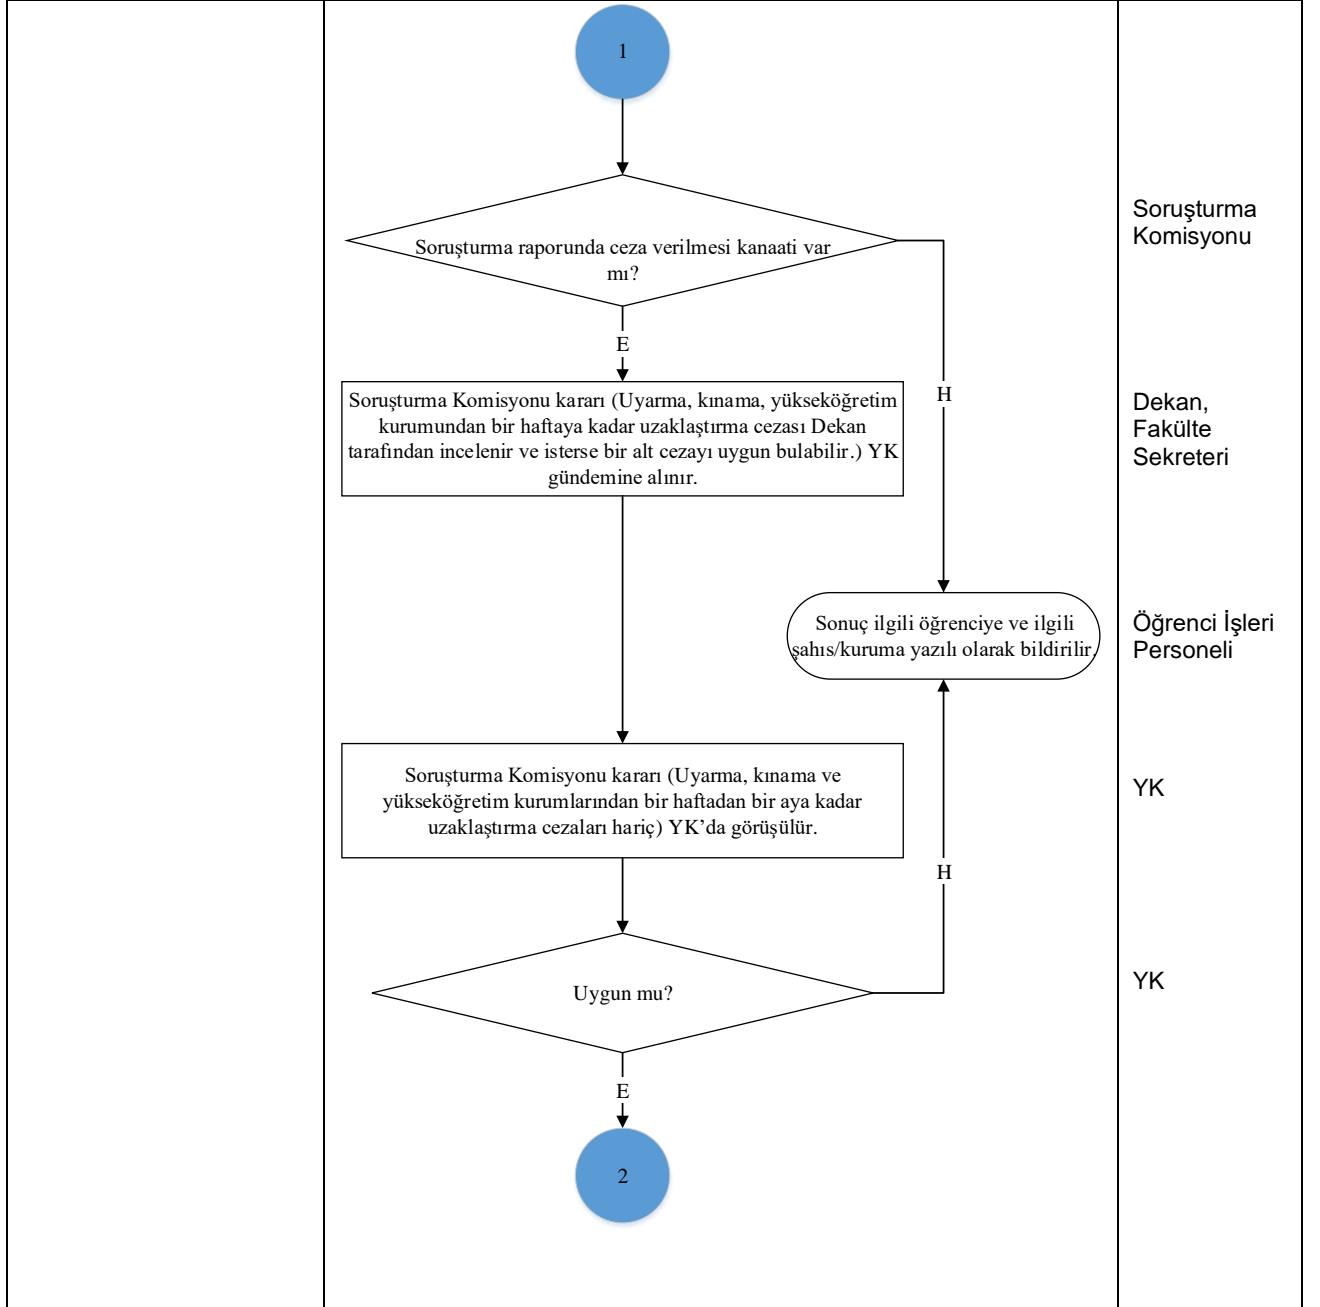 1
Soruşturma
Komisyonu
Soruşturma raporunda ceza verilmesi kanaati var
mı?
E
H
Soruşturma Komisyonu kararı (Uyarma, kınama, yükseköğretim
kurumundan bir haftaya kadar uzaklaştırma cezası Dekan
tarafından incelenir ve isterse bir alt cezayı uygun bulabilir.) YK
gündemine alınır.
Dekan,
Fakülte
Sekreteri
Sonuç ilgili öğrenciye ve ilgili
şahıs/kuruma yazılı olarak bildirilir.
Öğrenci İşleri
Personeli
Soruşturma Komisyonu kararı (Uyarma, kınama ve
yükseköğretim kurumlarından bir haftadan bir aya kadar
uzaklaştırma cezaları hariç) YK’da görüşülür.
YK
H
Uygun mu?
YK
E
2